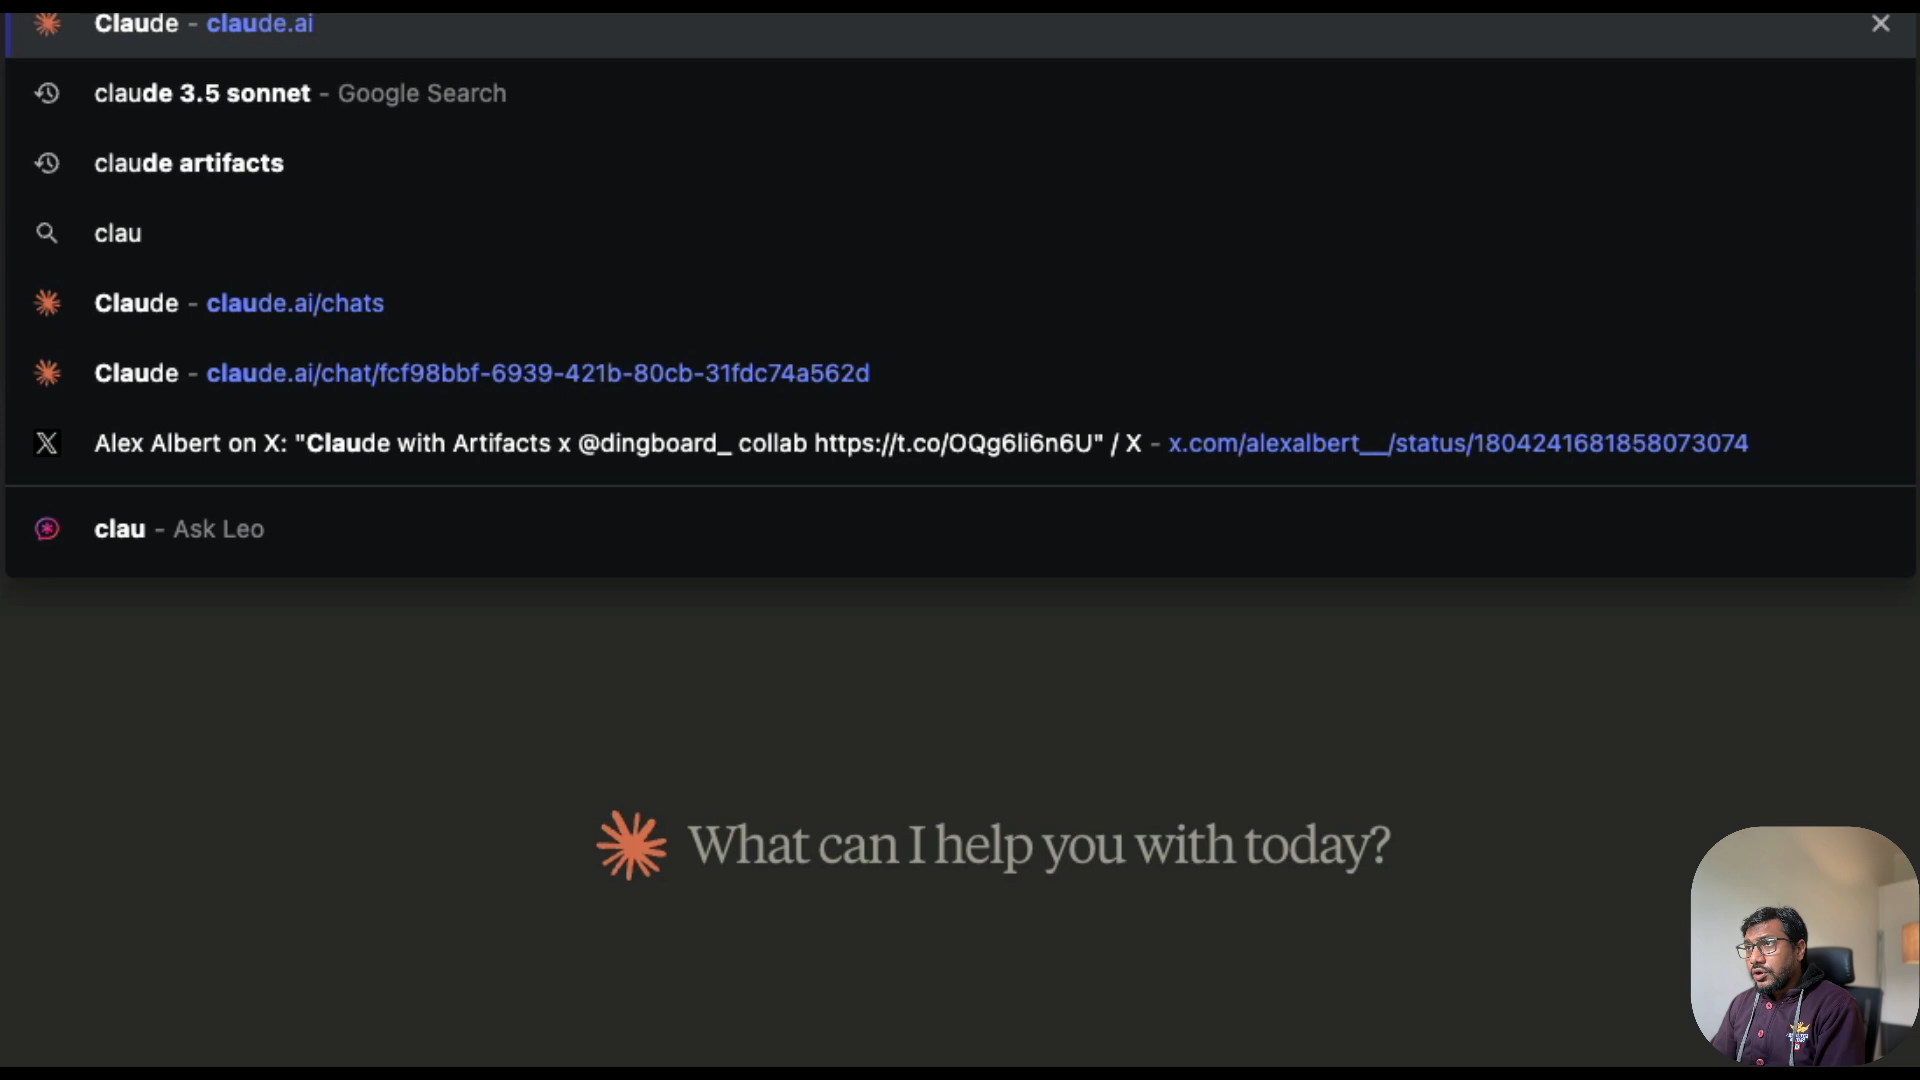 Claude - claude.ai
claude 3.5 sonnet - Google Search
claude artifacts
clau
Claude - claude.ai/chats
Claude - claude.ai/chat/fcf98bbf-6939-421b-80cb-31fdc74a562d
Alex Albert on X: "Claude with Artifacts x @dingboard_ collab https://t.co/OQg6li6n6U" / X - x.com/alexalbert__/status/1804241681858073074
clau - Ask Leo
What can I help you with today?